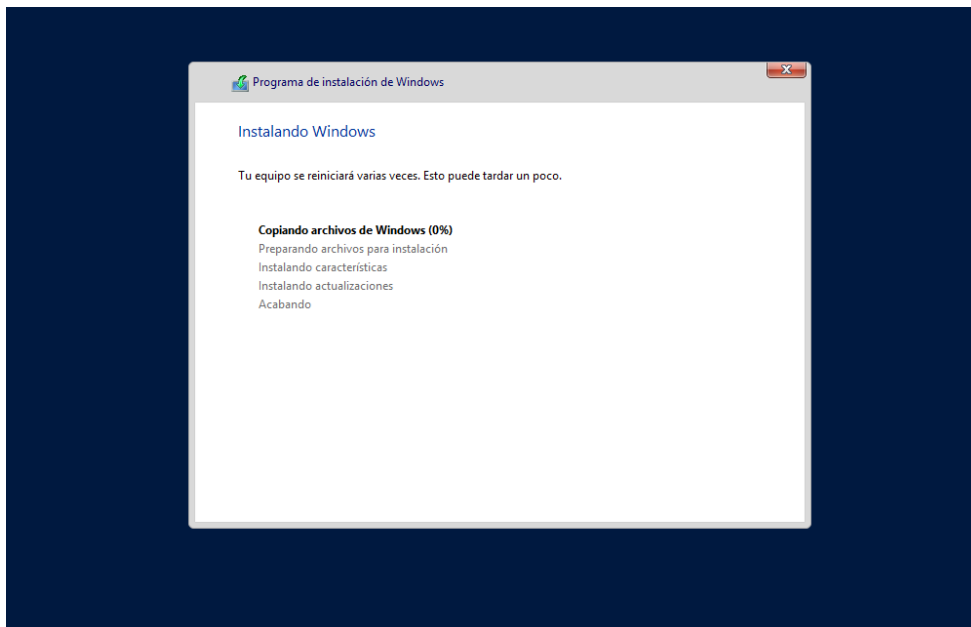 Programa de instalación de Windows
Instalando Windows
Tu equipo se reiniciará varias veces. Esto puede tardar un poco.
Copiando archivos de Windows (0%)
Preparando archivos para instalación
Instalando características
Instalando actualizaciones
Acabando